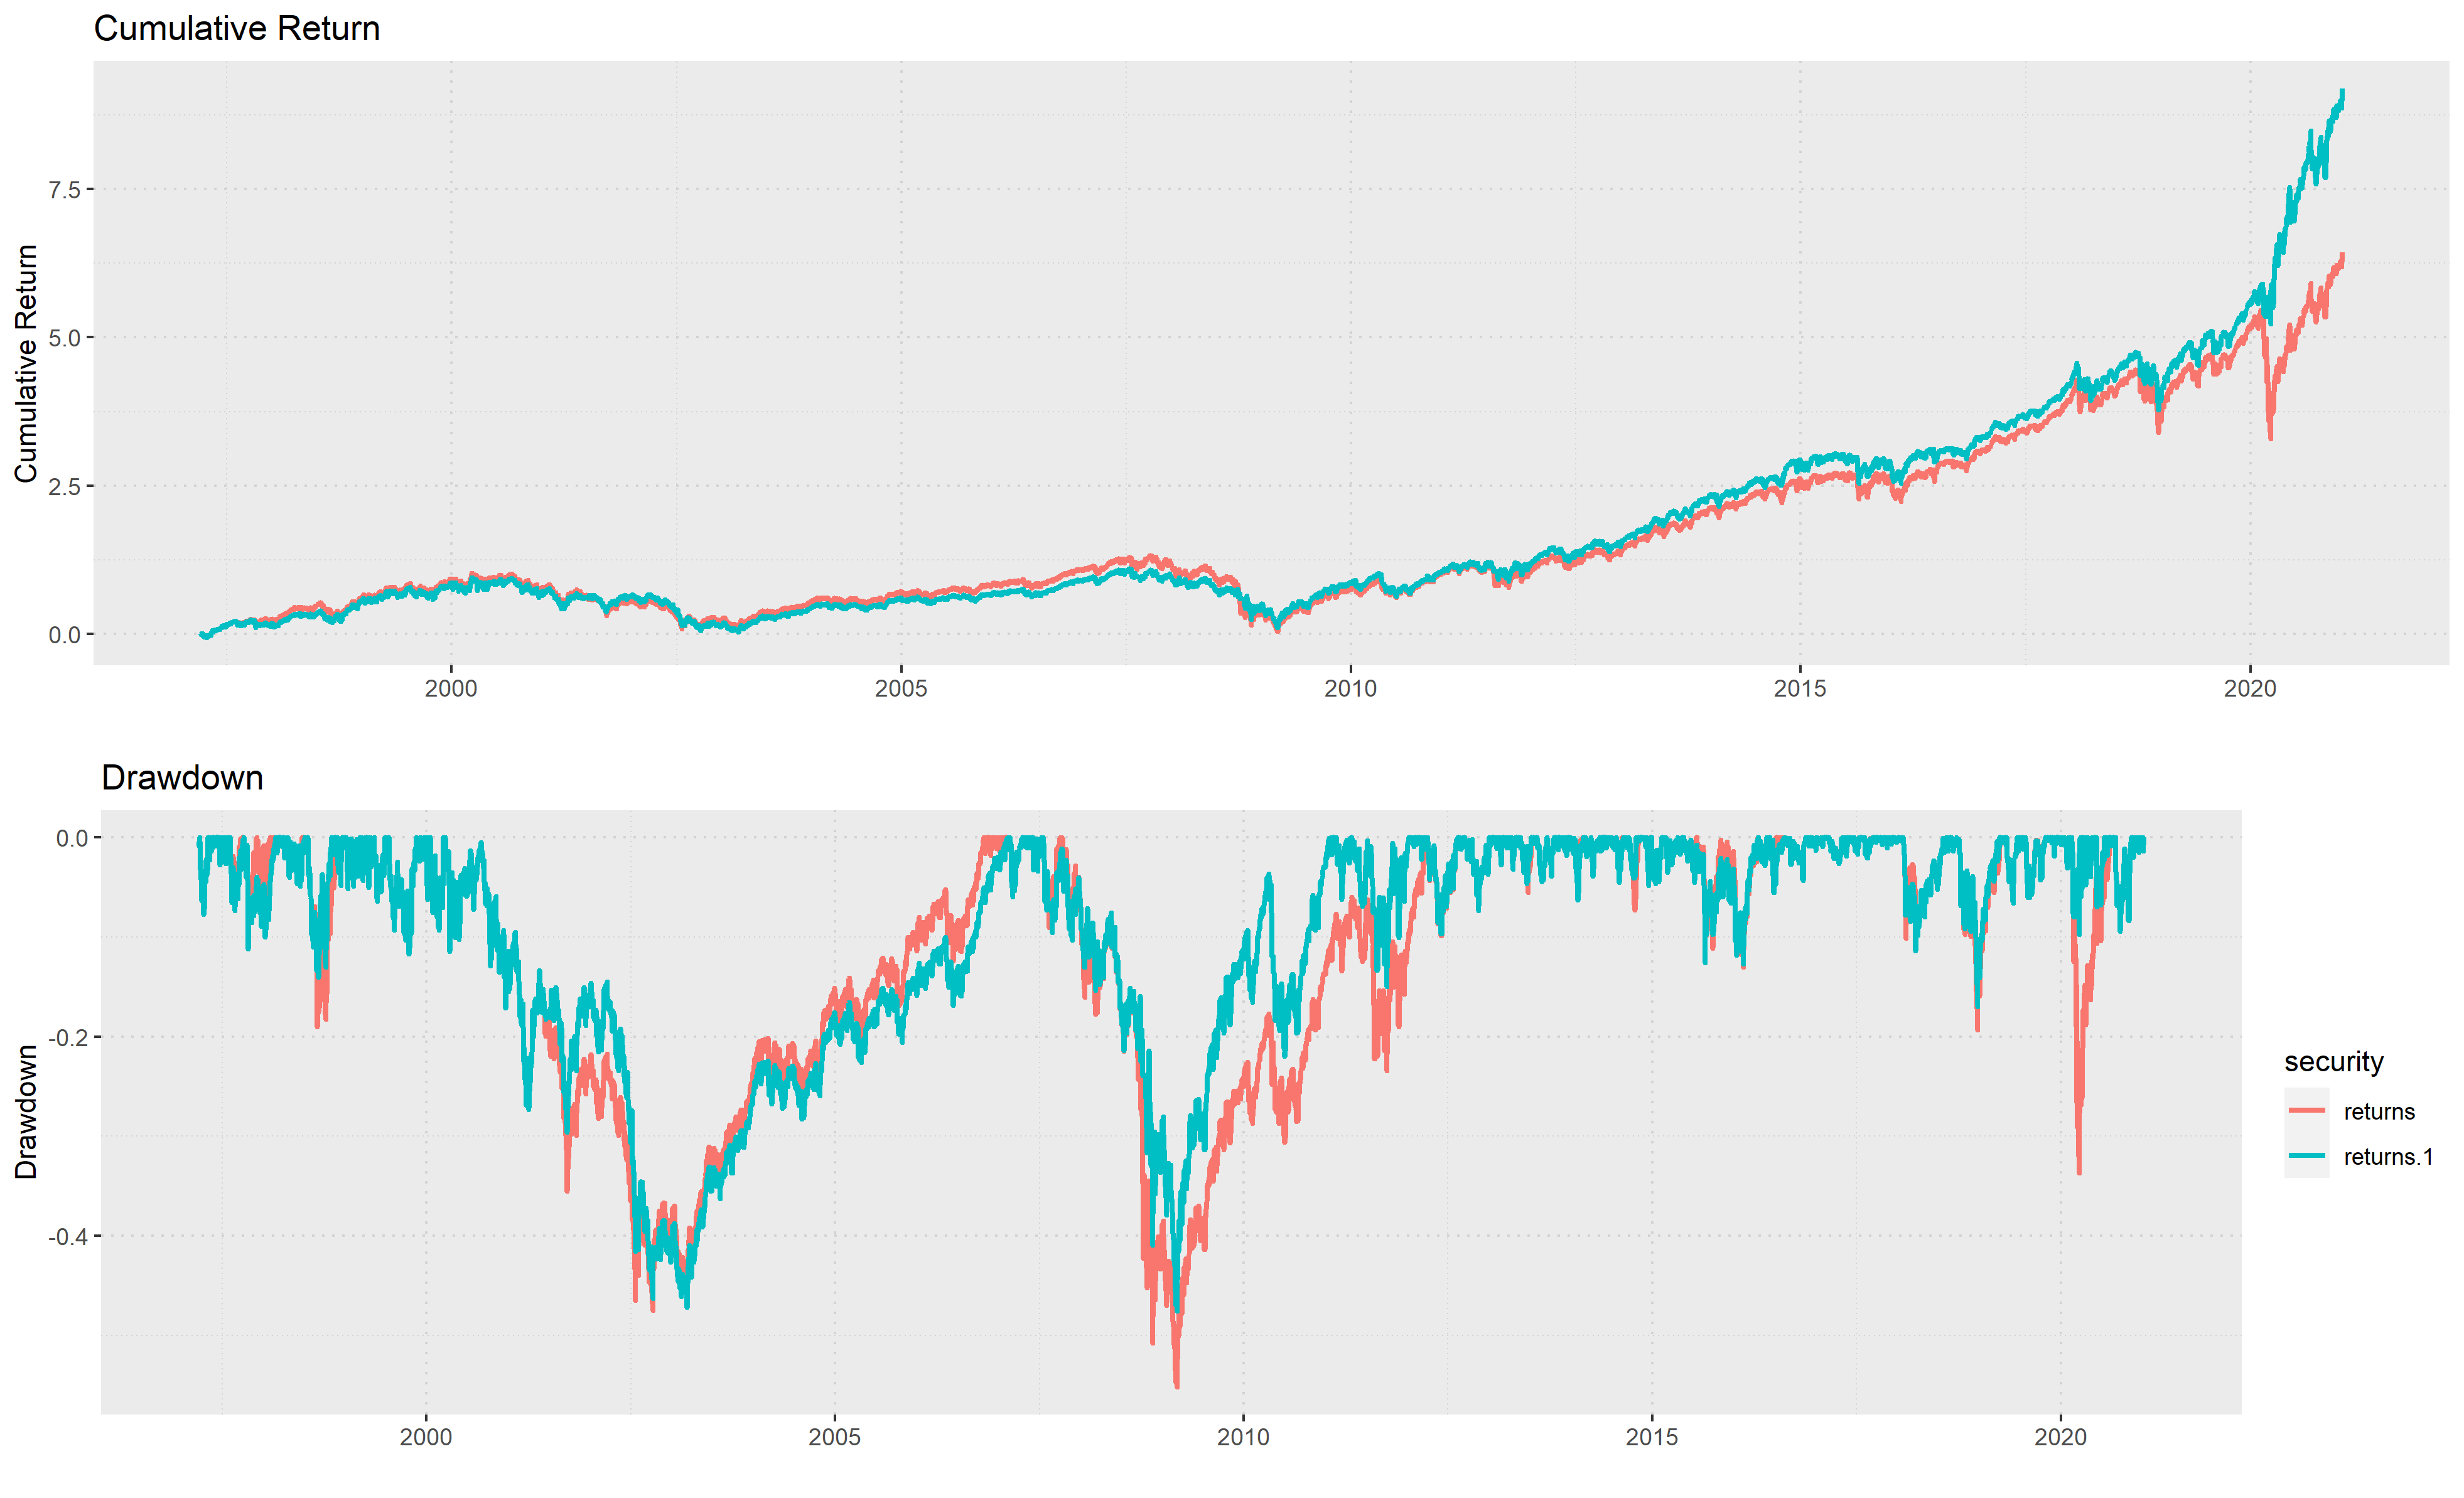 Cumulative Return
Cumulative Return
7.5
5.0
2.5
0.0
2000 2005 2010 2015 2020
Drawdown
Drawdown
0.0
-0.2
-0.4
2000 2005 2010 2015 2020
security
returns
returns.1